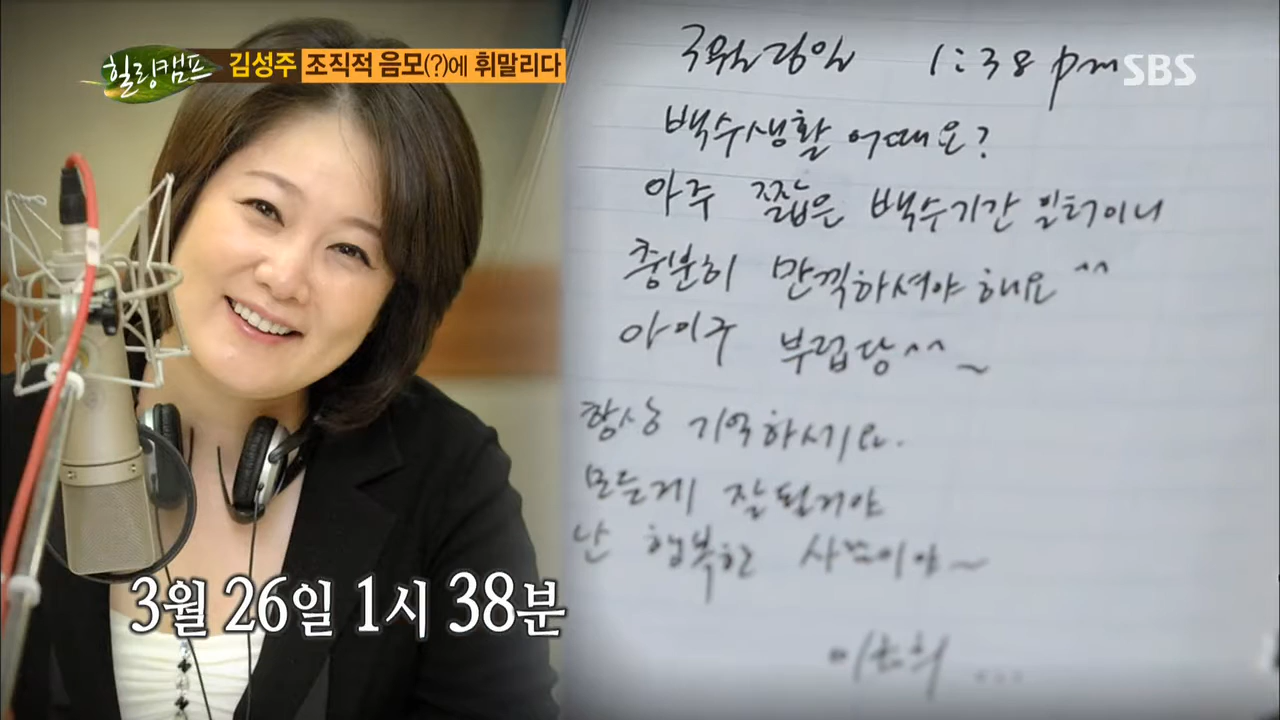 힐링캠프 김성주 조직적 음모(?)에 휘말리다
SBS
3월 26일 1:38 pm
백수생활 어때요?
아주 짧은 백수기간 일터이니
충분히 만끽하셔야 해요 ^^
아이구 부럽당^^~
항상 기억하시기요.
모든게 잘될거야
난 행복한 사람이야~
3월 26일 1시 38분